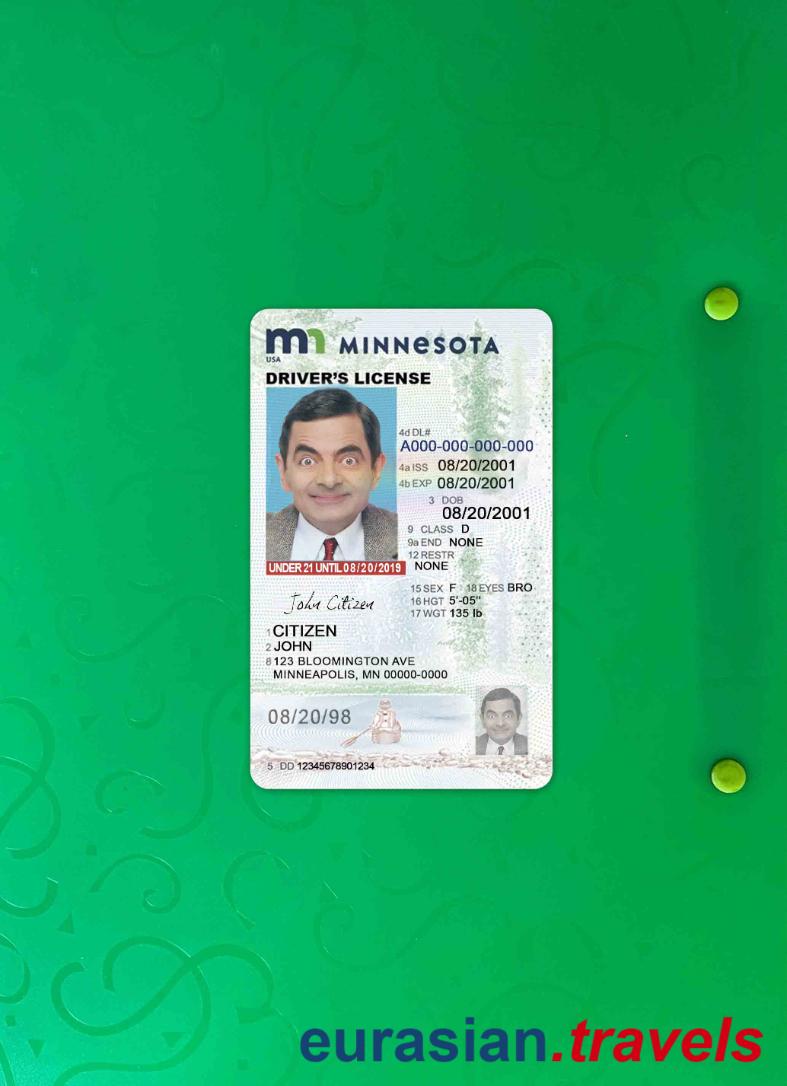 mn MINNeSOTA
USA
DRIVER'S LICENSE
4d DL#
A000-000-000-000
4a ISS 08/20/2001
4b EXP 08/20/2001
3 DOB
08/20/2001
9 CLASS D
9a END NONE
12 RESTR
NONE
UNDER 21 UNTIL 08/20/2019
15 SEX F 18 EYES BRO
16 HGT 5'-05"
17 WGT 135 lb
John Citizen
1 CITIZEN
2 JOHN
8 123 BLOOMINGTON AVE
MINNEAPOLIS, MN 00000-0000
08/20/98
5 DD 12345678901234
eurasian.travels